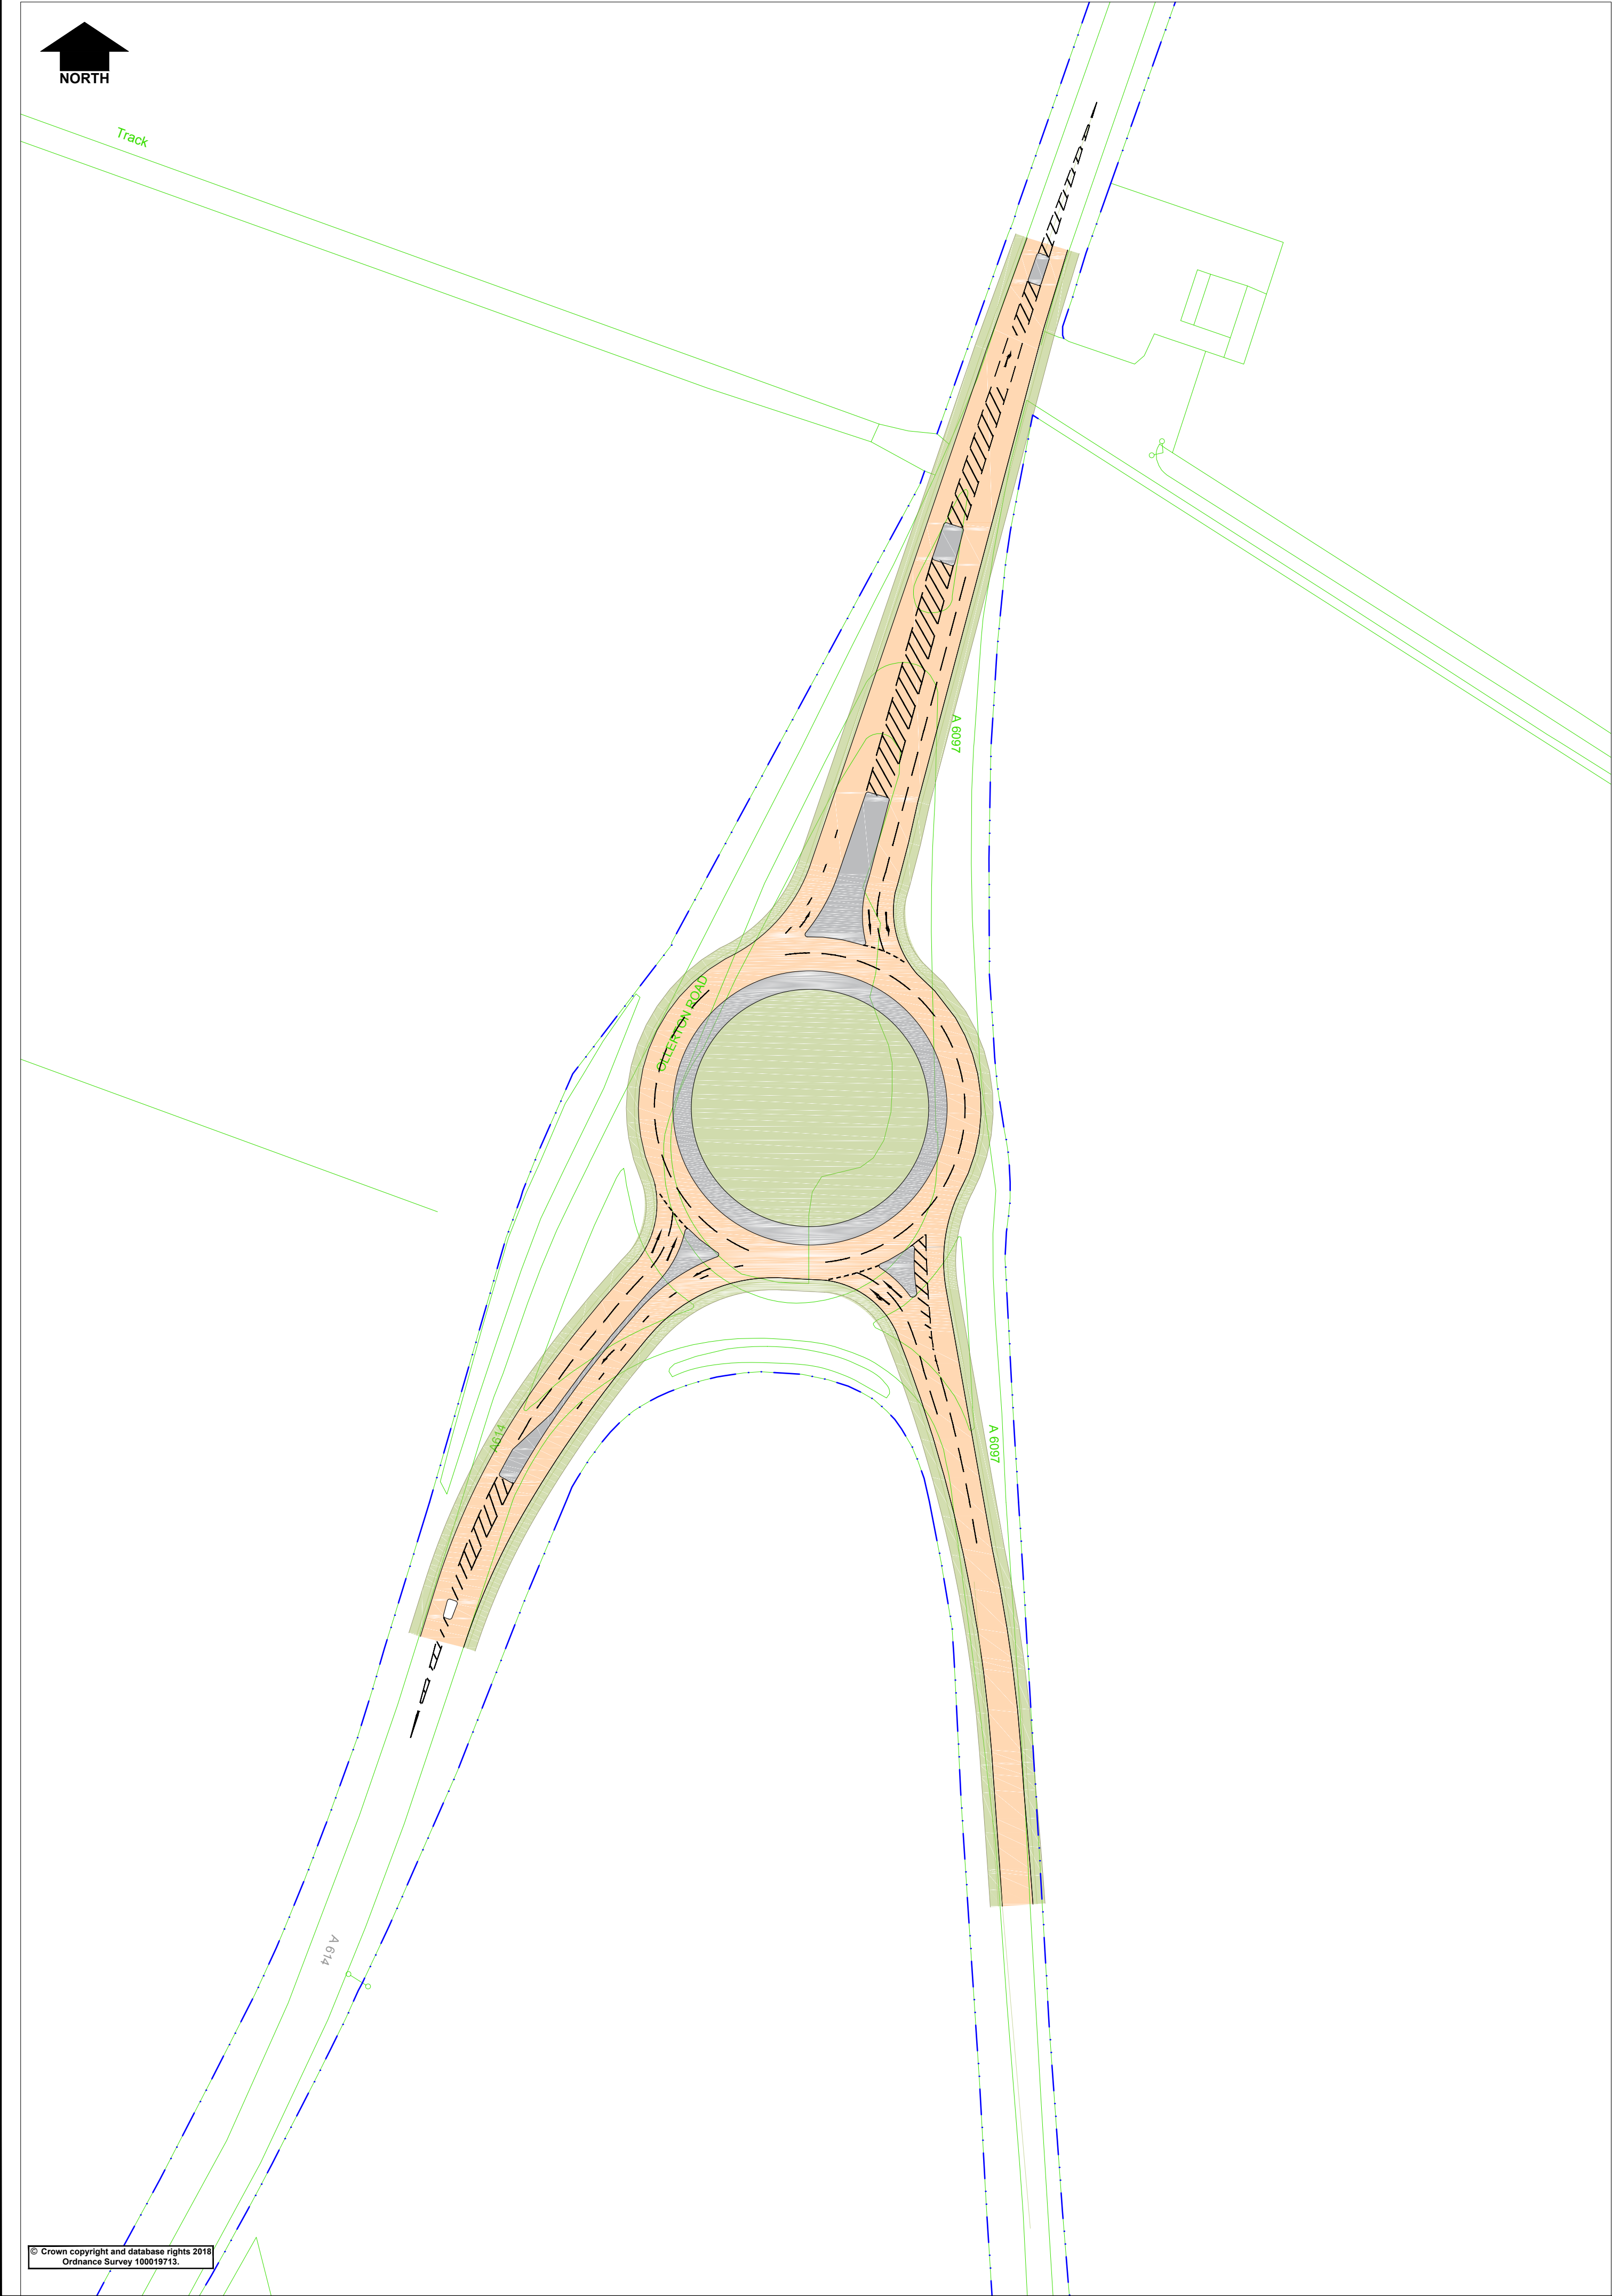 NORTH
Track
A 6097
OLLERTON ROAD
A614
A 6097
A 614
© Crown copyright and database rights 2018
Ordnance Survey 100019713.